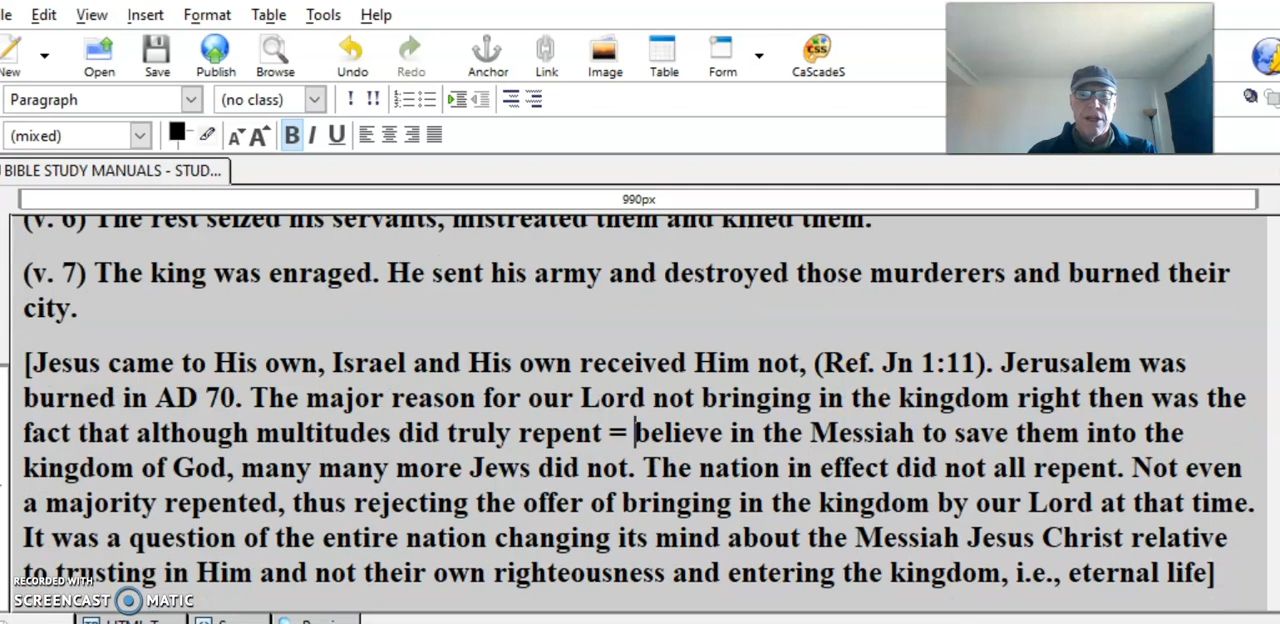 le Edit View Insert Format Table Tools Help
New Open Save Publish Browse Undo Redo Anchor Link Image Table Form CaScadeS
Paragraph (no class) ! !!
(mixed) A A B I U
BIBLE STUDY MANUALS - STUD...
990px
(v. 6) The rest seized his servants, mistreated them and killed them.
(v. 7) The king was enraged. He sent his army and destroyed those murderers and burned their
city.
[Jesus came to His own, Israel and His own received Him not, (Ref. Jn 1:11). Jerusalem was
burned in AD 70. The major reason for our Lord not bringing in the kingdom right then was the
fact that although multitudes did truly repent = believe in the Messiah to save them into the
kingdom of God, many many more Jews did not. The nation in effect did not all repent. Not even
a majority repented, thus rejecting the offer of bringing in the kingdom by our Lord at that time.
It was a question of the entire nation changing its mind about the Messiah Jesus Christ relative
to trusting in Him and not their own righteousness and entering the kingdom, i.e., eternal life]
RECORDED WITH
SCREENCAST MATIC